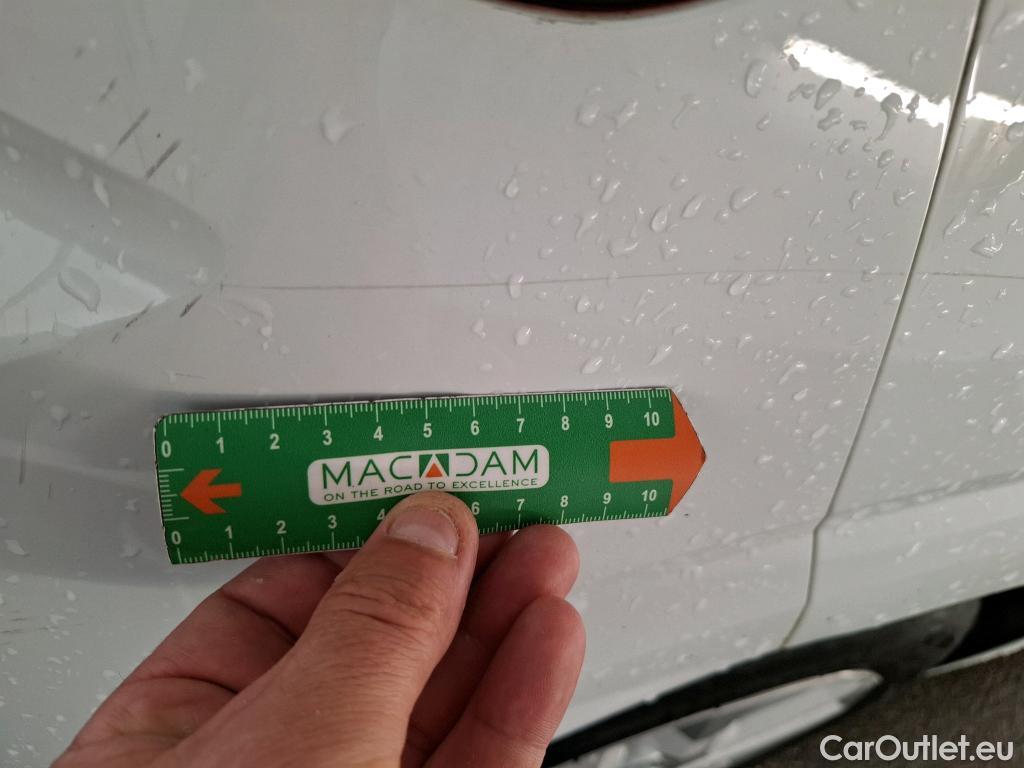 0 1 2 3 4 5 6 7 8 9 10
MACADAM
ON THE ROAD TO EXCELLENCE
0 1 2 3 4 6 7 8 9 10
CarOutlet.eu